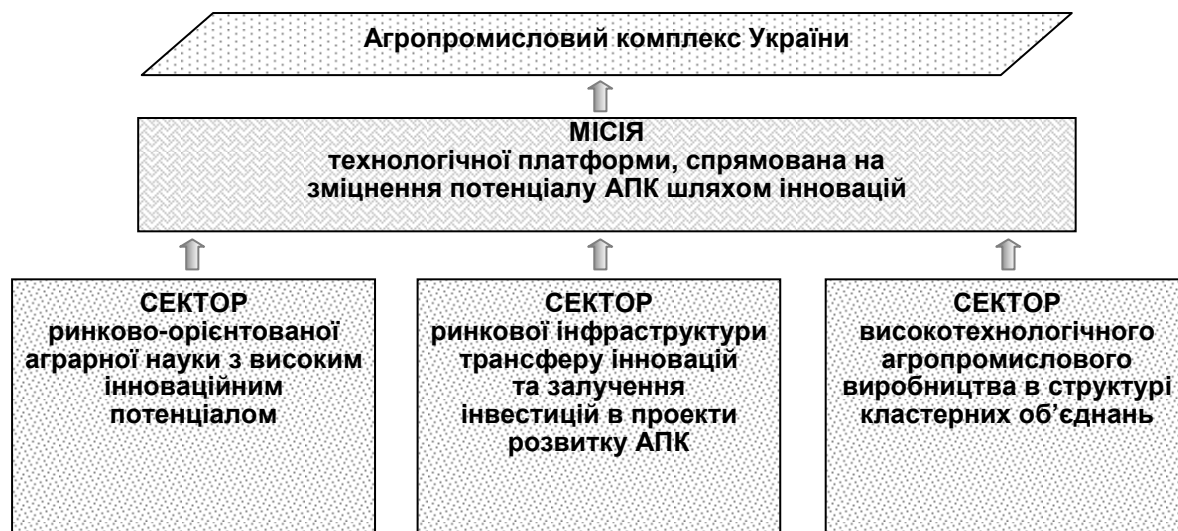 Агропромисловий комплекс України
МІСІЯ
технологічної платформи, спрямована на
зміцнення потенціалу АПК шляхом інновацій
СЕКТОР
ринково-орієнтованої
аграрної науки з високим
інноваційним
потенціалом
СЕКТОР
ринкової інфраструктури
трансферу інновацій
та залучення
інвестицій в проекти
розвитку АПК
СЕКТОР
високотехнологічного
агропромислового
виробництва в структурі
кластерних об’єднань